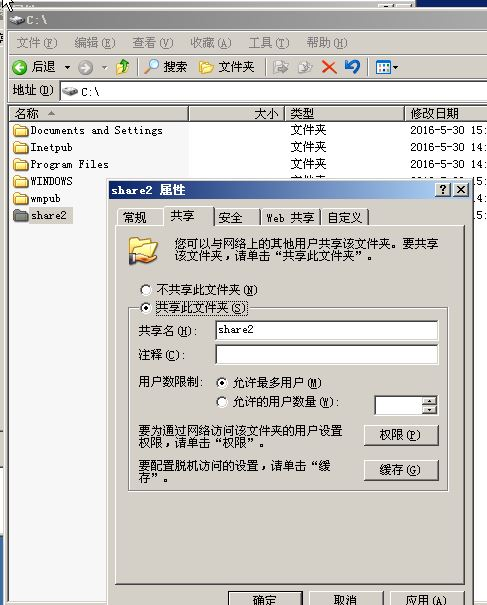 C:\
文件(F) 编辑(E) 查看(V) 收藏(A) 工具(T) 帮助(H)
后退 搜索 文件夹
地址(D) C:\
名称 大小 类型 修改日期
Documents and Settings 文件夹 2016-5-30 15:
Inetpub 文件夹 2016-5-30 14:
Program Files 文件夹 2016-5-30 14:
WINDOWS
wmpub
share2
share2 属性
常规 共享 安全 Web 共享 自定义
您可以与网络上的其他用户共享该文件夹。要共享
该文件夹，请单击“共享此文件夹”。
不共享此文件夹(N)
共享此文件夹(S)
共享名(H): share2
注释(C):
用户数限制: 允许最多用户(M)
允许的用户数量(W):
要为通过网络访问该文件夹的用户设置
权限，请单击“权限”。
权限(P)
要配置脱机访问的设置，请单击“缓
存”。
缓存(G)
确定 取消 应用(A)